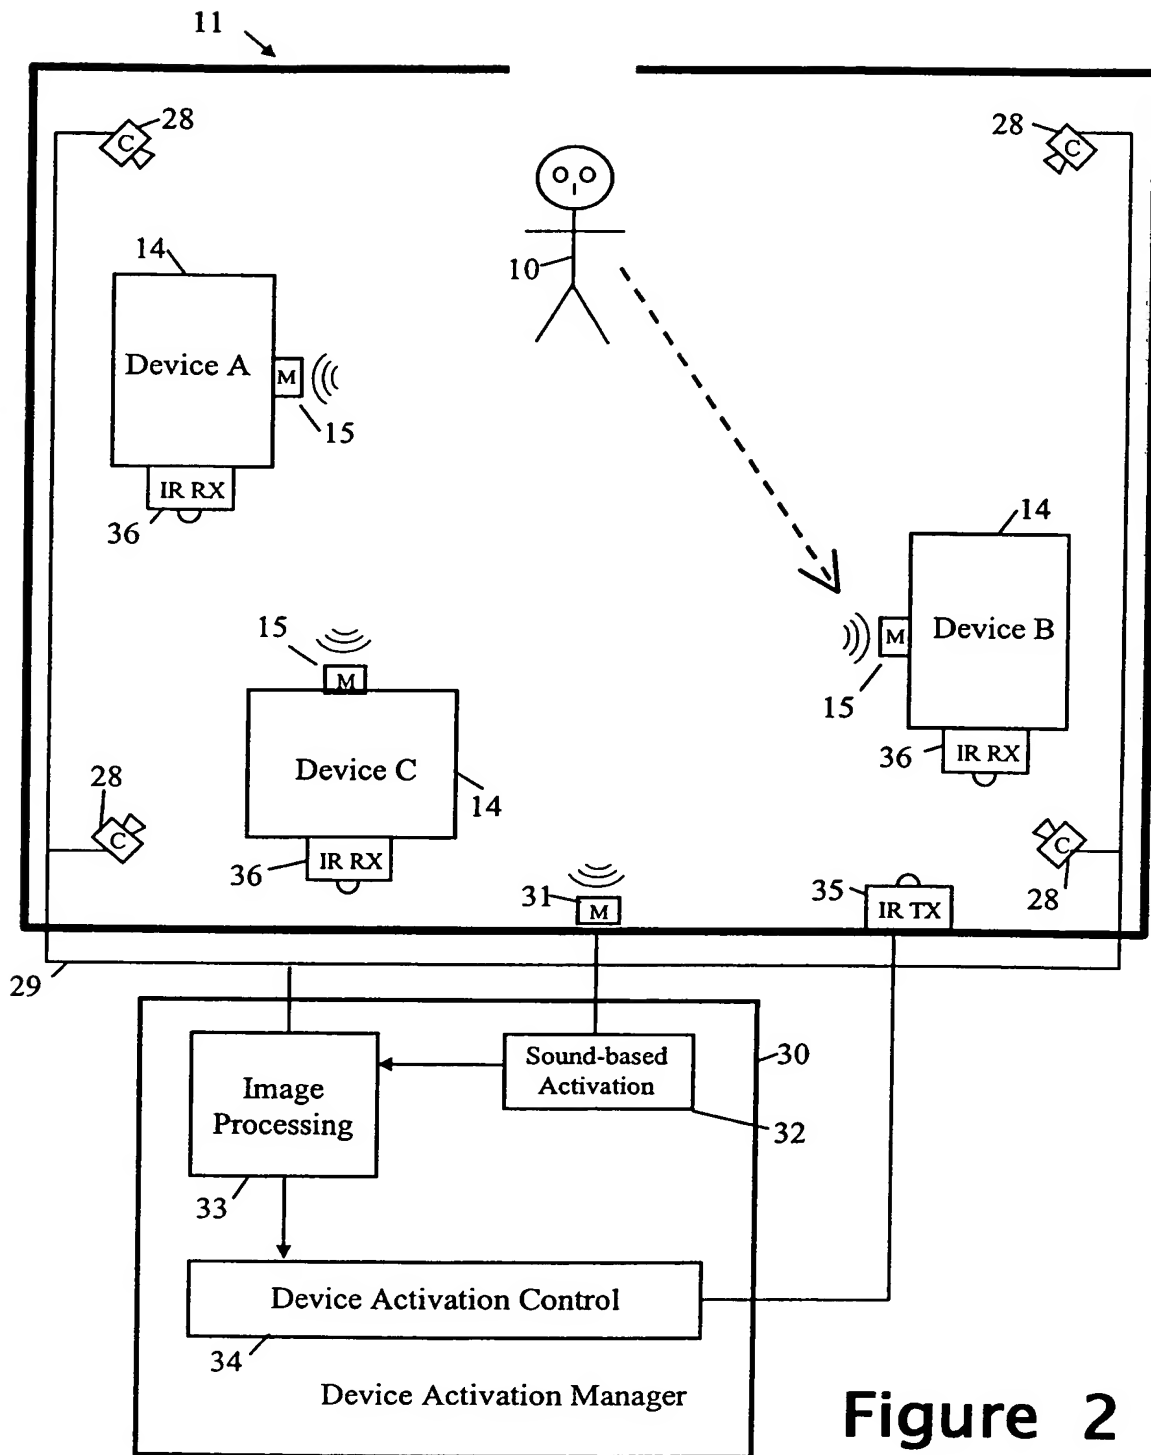 11
28
C
28
C
10
14
Device A
M
15
IR RX
36
14
Device B
M
15
36
IR RX
15
M
Device C
14
28
C
36
IR RX
31
M
35
IR TX
C
28
29
30
Sound-based
Activation
32
Image
Processing
33
Device Activation Control
34
Device Activation Manager
Figure 2